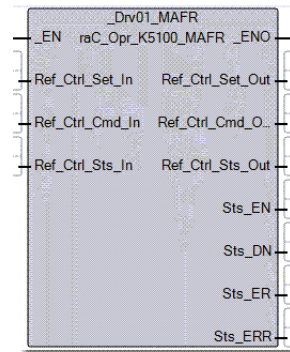 _Drv01_MAFR
_EN raC_Opr_K5100_MAFR _ENO
Ref_Ctrl_Set_In Ref_Ctrl_Set_Out
Ref_Ctrl_Cmd_In Ref_Ctrl_Cmd_O...
Ref_Ctrl_Sts_In Ref_Ctrl_Sts_Out
Sts_EN
Sts_DN
Sts_ER
Sts_ERR